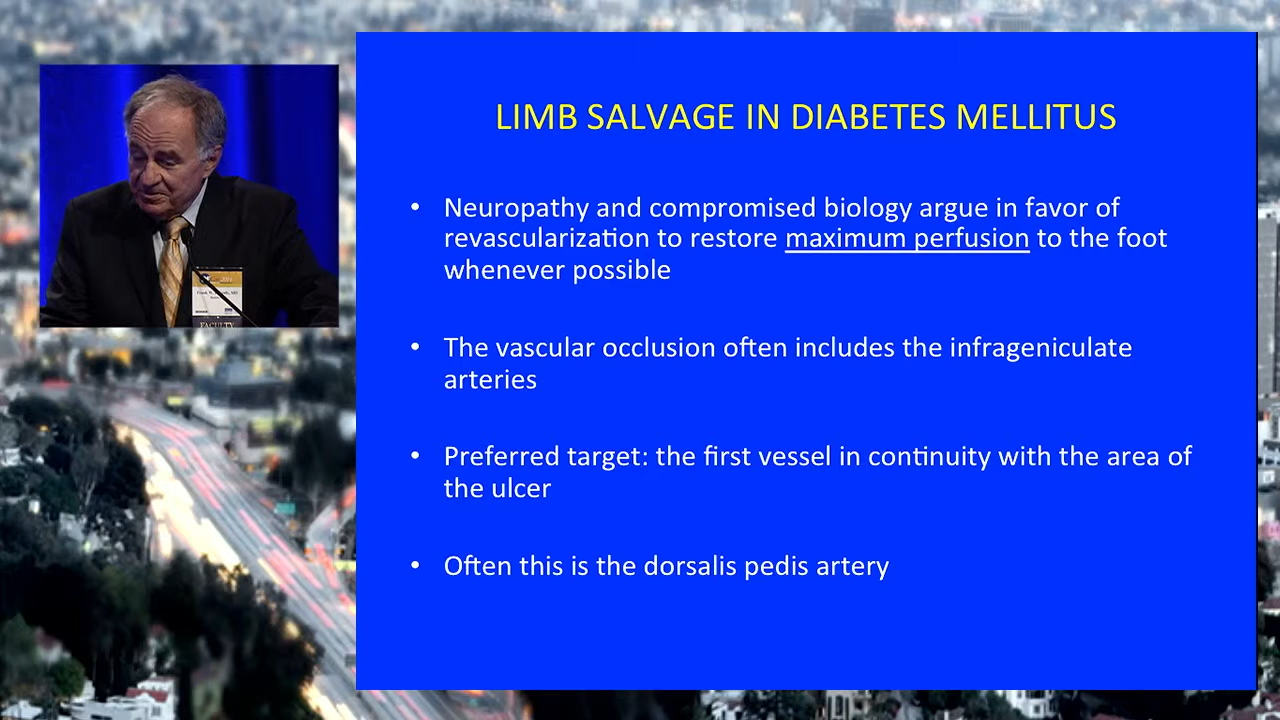 LIMB SALVAGE IN DIABETES MELLITUS
• Neuropathy and compromised biology argue in favor of
revascularization to restore maximum perfusion to the foot
whenever possible
• The vascular occlusion often includes the infrageniculate
arteries
• Preferred target: the first vessel in continuity with the area of
the ulcer
• Often this is the dorsalis pedis artery
FACULTY